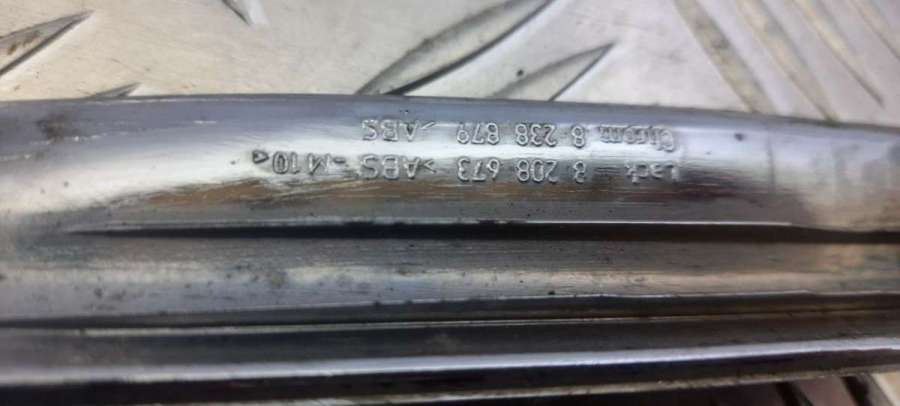 Chrom 8 238 879 >ABS
Lack 8 208 673 >ABS -M10<